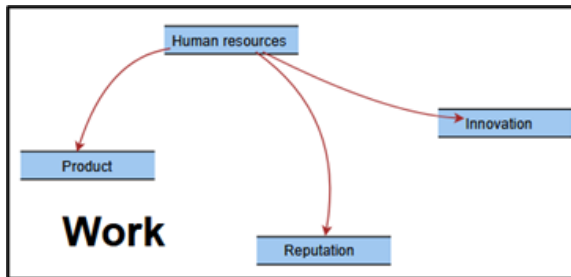 Human resources
Innovation
Product
Work
Reputation